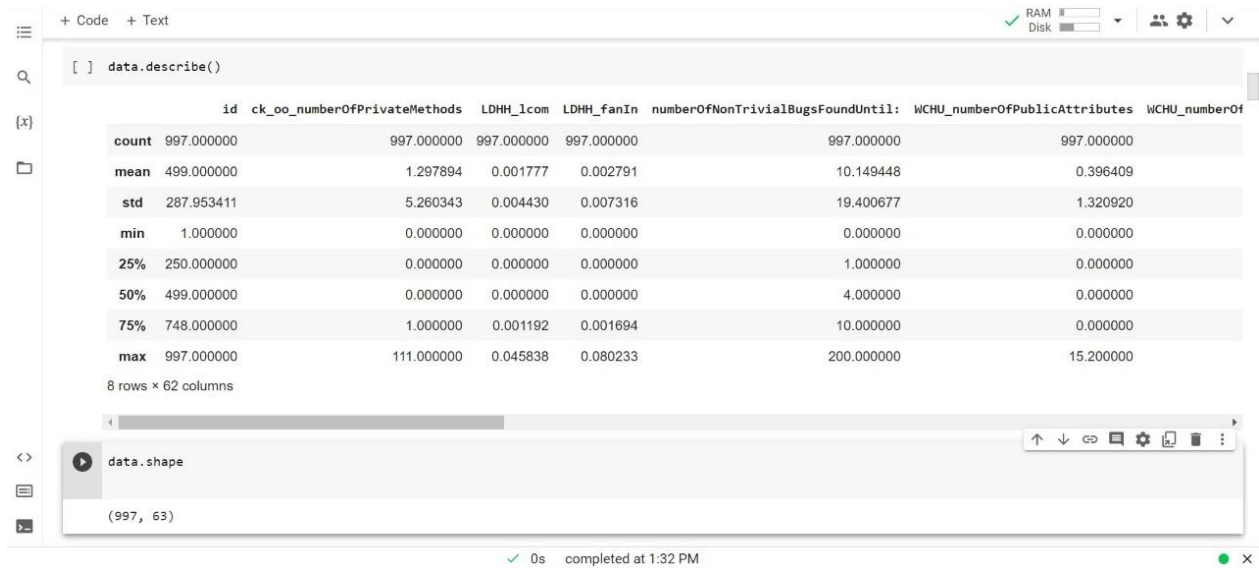 + Code + Text
RAM
Disk
[ ] data.describe()
{x}
id ck_oo_numberOfPrivateMethods LDHH_lcom LDHH_fanIn numberOfNonTrivialBugsFoundUntil: WCHU_numberOfPublicAttributes WCHU_numberOf
count 997.000000 997.000000 997.000000 997.000000 997.000000 997.000000
mean 499.000000 1.297894 0.001777 0.002791 10.149448 0.396409
std 287.953411 5.260343 0.004430 0.007316 19.400677 1.320920
min 1.000000 0.000000 0.000000 0.000000 0.000000 0.000000
25% 250.000000 0.000000 0.000000 0.000000 1.000000 0.000000
50% 499.000000 0.000000 0.000000 0.000000 4.000000 0.000000
75% 748.000000 1.000000 0.001192 0.001694 10.000000 0.000000
max 997.000000 111.000000 0.045838 0.080233 200.000000 15.200000
8 rows × 62 columns
data.shape
(997, 63)
0s completed at 1:32 PM